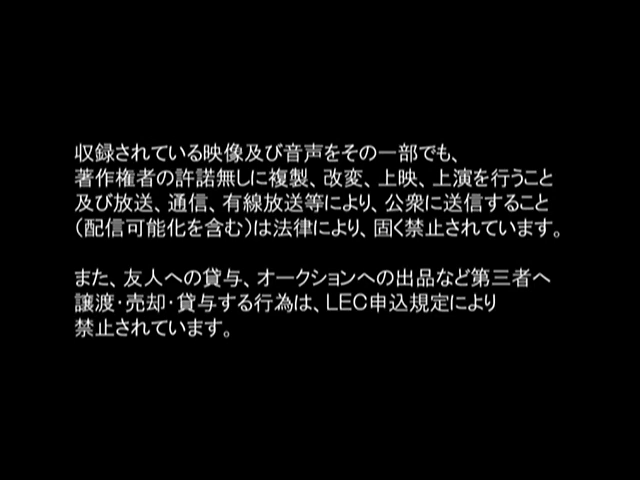 収録されている映像及び音声をその一部でも、
著作権者の許諾無しに複製、改変、上映、上演を行うこと
及び放送、通信、有線放送等により、公衆に送信すること
（配信可能化を含む）は法律により、固く禁止されています。
また、友人への貸与、オークションへの出品など第三者へ
譲渡･売却･貸与する行為は、LEC申込規定により
禁止されています。